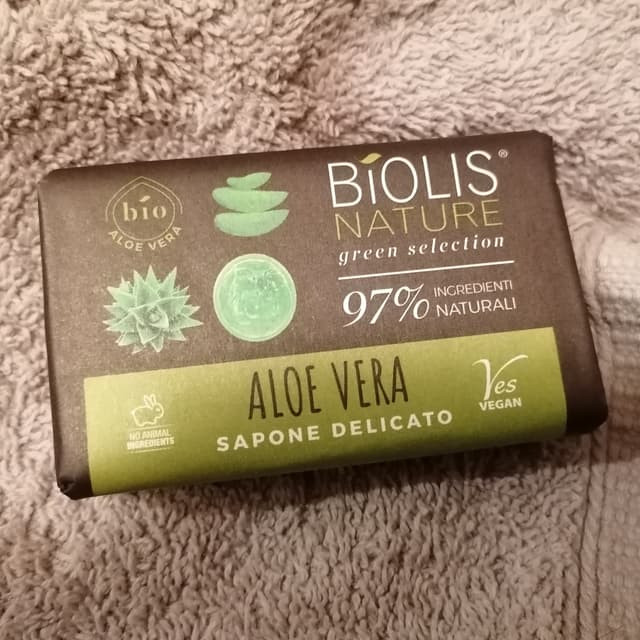 bio
ALOE VERA
BiOLIS®
NATURE
green selection
97% INGREDIENTI
NATURALI
ALOE VERA
SAPONE DELICATO
NO ANIMAL
INGREDIENTS
Yes
VEGAN